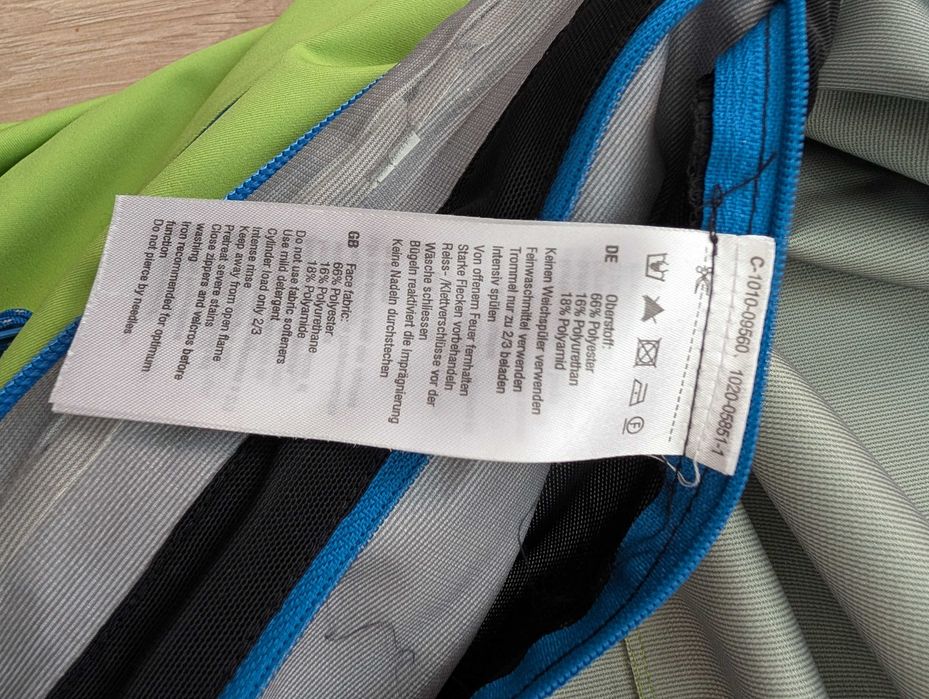 C-1010-09660, 1020-05851-1
F
DE
Oberstoff:
66% Polyester
16% Polyurethan
18% Polyamid
Keinen Weichspüler verwenden
Feinwaschmittel verwenden
Trommel nur zu 2/3 beladen
Intensiv spülen
Von offenem Feuer fernhalten
Starke Flecken vorbehandeln
Reiss- /Klettverschlüsse vor der
Wäsche schliessen
Bügeln reaktiviert die Imprägnierung
Keine Nadeln durchstechen
GB
Face fabric:
66% Polyester
16% Polyurethane
18% Polyamide
Do not use fabric softeners
Use mild detergent
Cylinder load only 2/3
Intense rinse
Keep away from open flame
Pretreat severe stains
Close zippers and velcros before
washing
Iron recommended for optimum
function
Do not pierce by needles